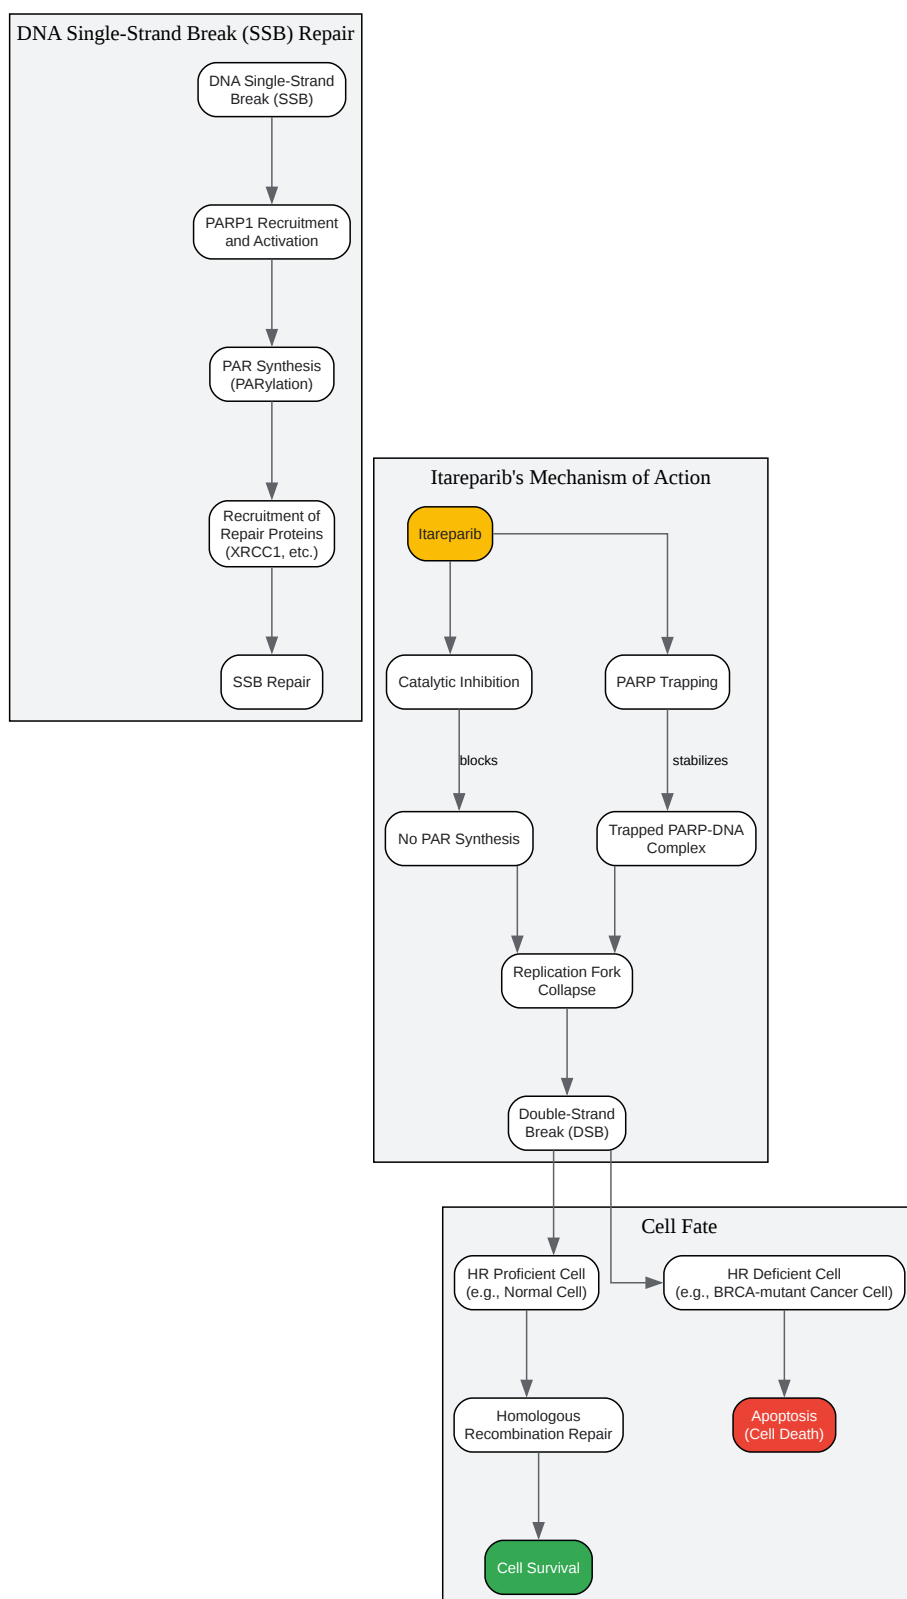 DNA Single-Strand Break (SSB) Repair
DNA Single-Strand
Break (SSB)
PARP1 Recruitment
and Activation
PAR Synthesis
(PARylation)
Recruitment of
Repair Proteins
(XRCC1, etc.)
SSB Repair
Itareparib's Mechanism of Action
Itareparib
Catalytic Inhibition
PARP Trapping
blocks
stabilizes
No PAR Synthesis
Trapped PARP-DNA
Complex
Replication Fork
Collapse
Double-Strand
Break (DSB)
Cell Fate
HR Proficient Cell
(e.g., Normal Cell)
HR Deficient Cell
(e.g., BRCA-mutant Cancer Cell)
Homologous
Recombination Repair
Apoptosis
(Cell Death)
Cell Survival